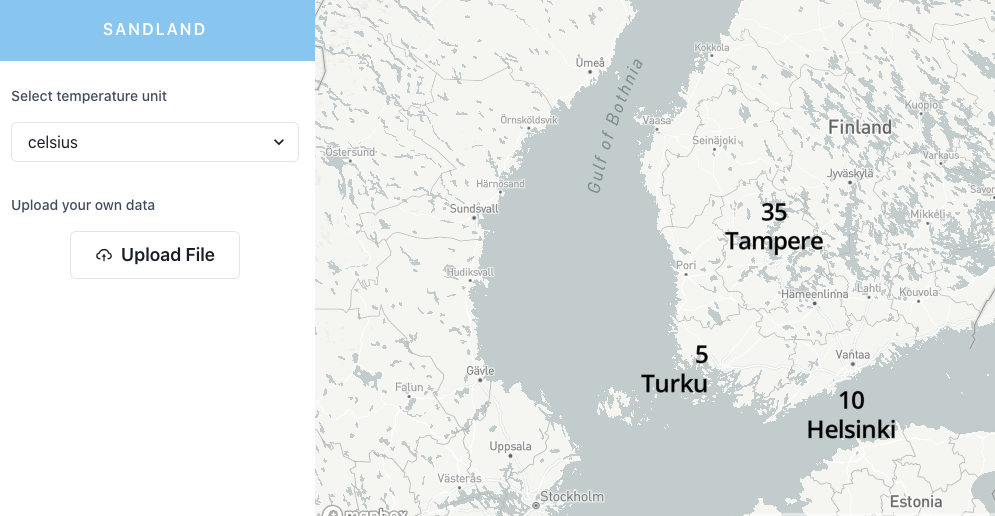 SANDLAND
Select temperature unit
celsius
Upload your own data
Upload File
Kokkola
Umeå
Gulf of Bothnia
Kuopio
Örnsköldsvik
Vaasa
Finland
Seinäjoki
Östersund
Varkaus
Jyväskylä
Härnösand
Savon
35
Tampere
Sundsvall
Mikkeli
Pori
Hudiksvall
Hämeenlinna
Lahti
Kouvola
5
Turku
Vantaa
Gävle
Falun
10
Helsinki
Uppsala
Västerås
Stockholm
Estonia
mapbox